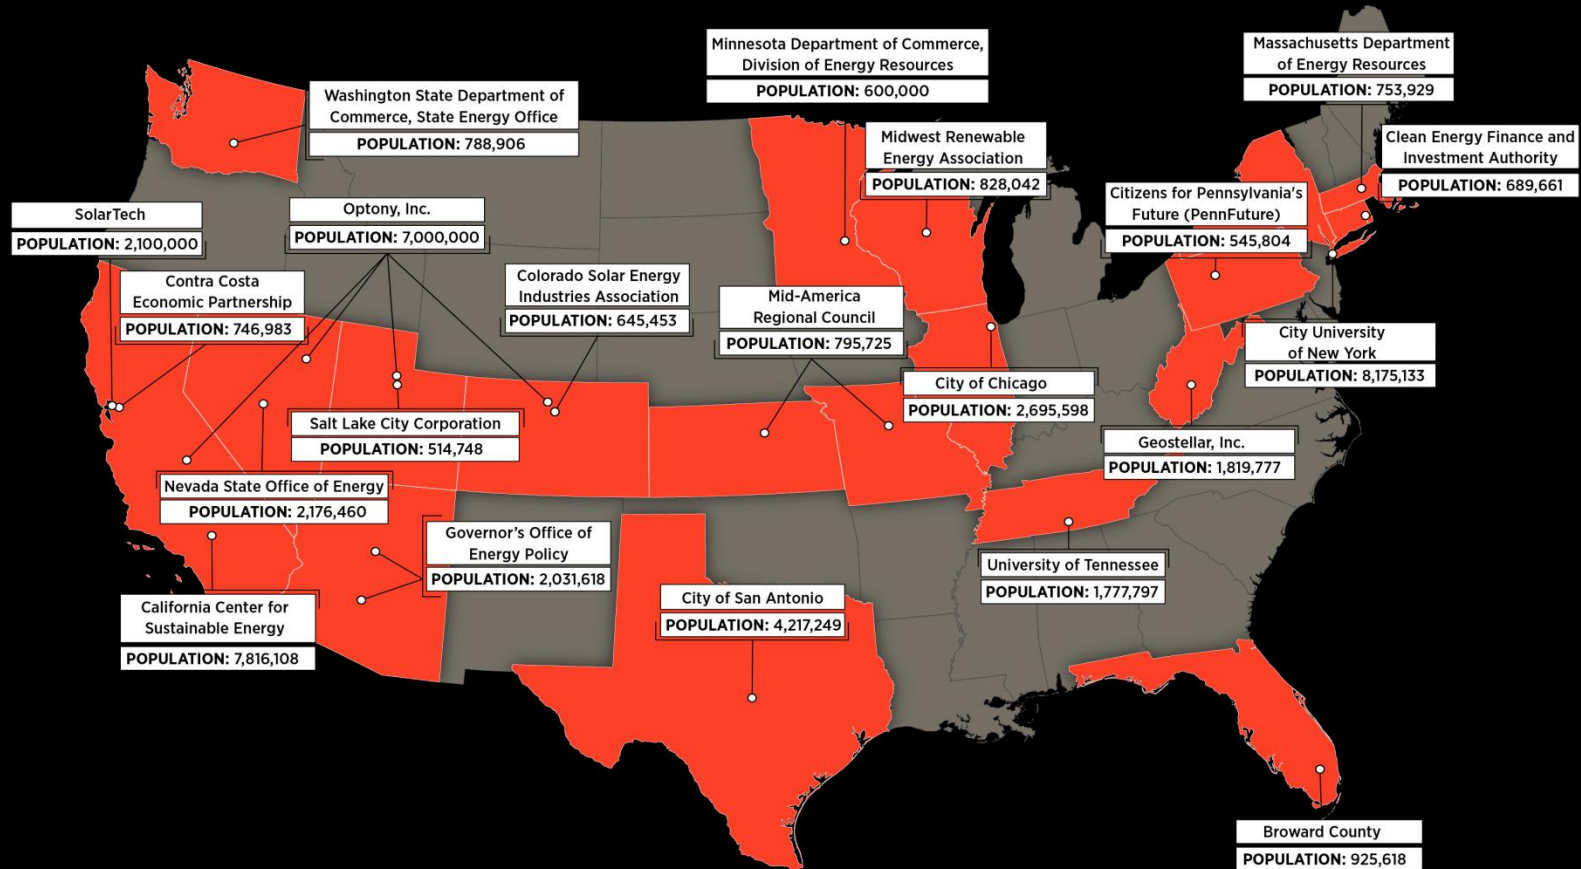 Minnesota Department of Commerce,
Division of Energy Resources
POPULATION: 600,000
Massachusetts Department
of Energy Resources
POPULATION: 753,929
Washington State Department of
Commerce, State Energy Office
POPULATION: 788,906
Midwest Renewable
Energy Association
POPULATION: 828,042
Clean Energy Finance and
Investment Authority
POPULATION: 689,661
Citizens for Pennsylvania's
Future (PennFuture)
POPULATION: 545,804
SolarTech
POPULATION: 2,100,000
Optony, Inc.
POPULATION: 7,000,000
Contra Costa
Economic Partnership
POPULATION: 746,983
Colorado Solar Energy
Industries Association
POPULATION: 645,453
Mid-America
Regional Council
POPULATION: 795,725
City University
of New York
POPULATION: 8,175,133
City of Chicago
POPULATION: 2,695,598
Salt Lake City Corporation
POPULATION: 514,748
Geostellar, Inc.
POPULATION: 1,819,777
Nevada State Office of Energy
POPULATION: 2,176,460
Governor's Office of
Energy Policy
POPULATION: 2,031,618
University of Tennessee
POPULATION: 1,777,797
City of San Antonio
POPULATION: 4,217,249
California Center for
Sustainable Energy
POPULATION: 7,816,108
Broward County
POPULATION: 925,618